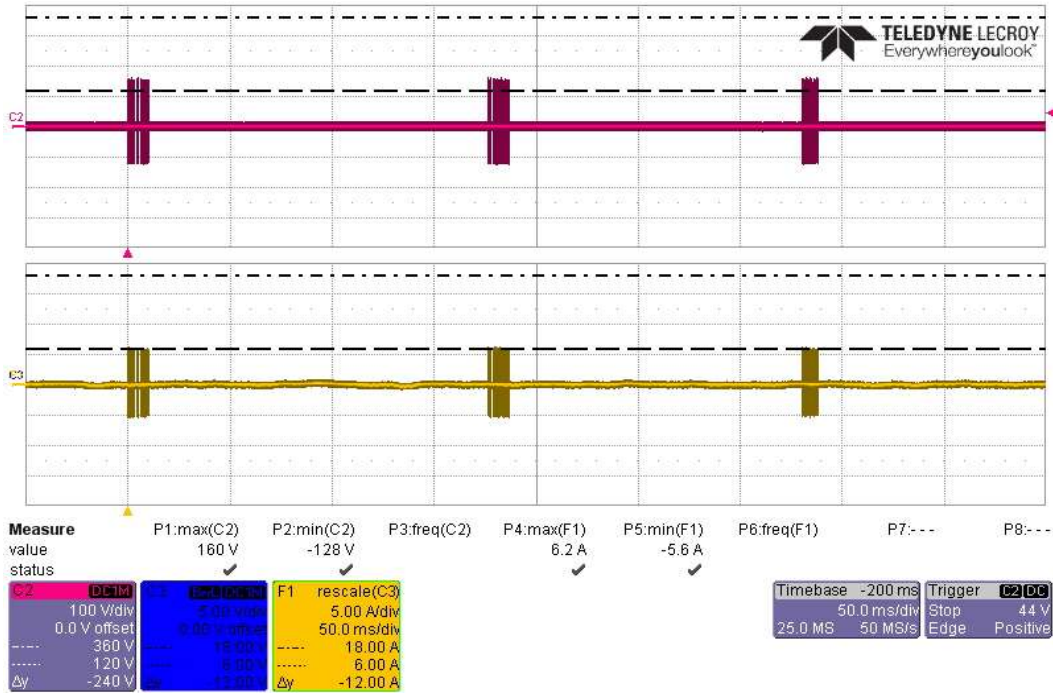 TELEDYNE LECROY
Everywhereyoulook™
C2
C3
Measure P1:max(C2) P2:min(C2) P3:freq(C2) P4:max(F1) P5:min(F1) P6:freq(F1) P7:--- P8:---
value 160 V -128 V 6.2 A -5.6 A
status
C2 DC1M
100 V/div
0.0 V offset
360 V
120 V
Δy -240 V
C3
5.00 V/div
0.00 V offset
18.00 V
6.00 V
Δy -12.00 V
F1 rescale(C3)
5.00 A/div
50.0 ms/div
18.00 A
6.00 A
Δy -12.00 A
Timebase -200 ms
50.0 ms/div
25.0 MS 50 MS/s
Trigger C2 DC
Stop 44 V
Edge Positive